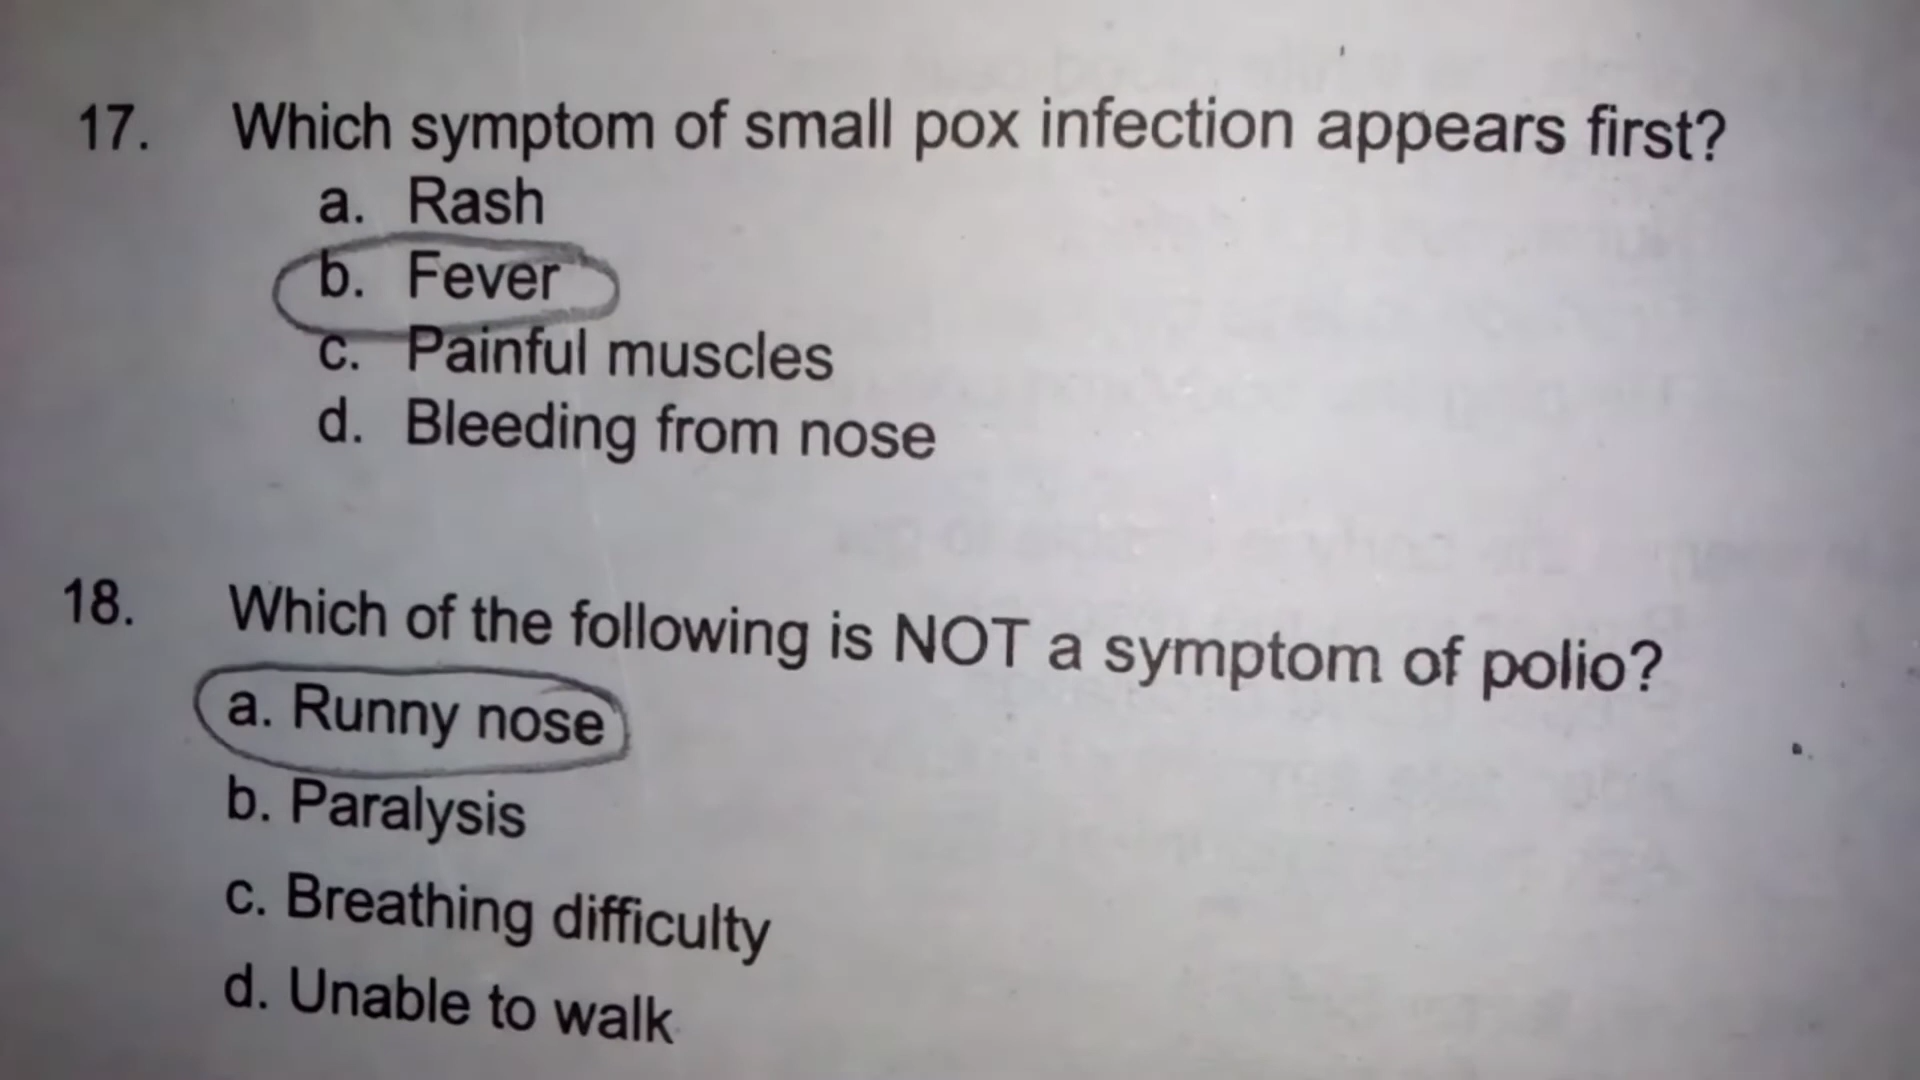 17. Which symptom of small pox infection appears first?
a. Rash
b. Fever
c. Painful muscles
d. Bleeding from nose
18. Which of the following is NOT a symptom of polio?
a. Runny nose
b. Paralysis
c. Breathing difficulty
d. Unable to walk